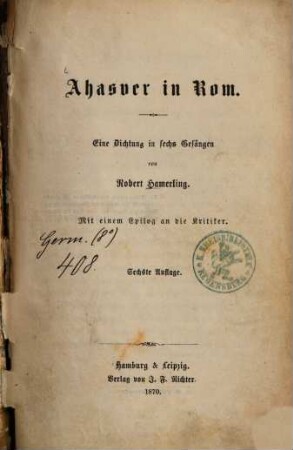 Ahasver in Rom.
Eine Dichtung in sechs Gesängen
von
Robert Hamerling.
Mit einem Epilog an die Kritiker.
Germ. (8°)
408.
Sechste Auflage.
Hamburg & Leipzig.
Verlag von J. F. Richter.
1870.